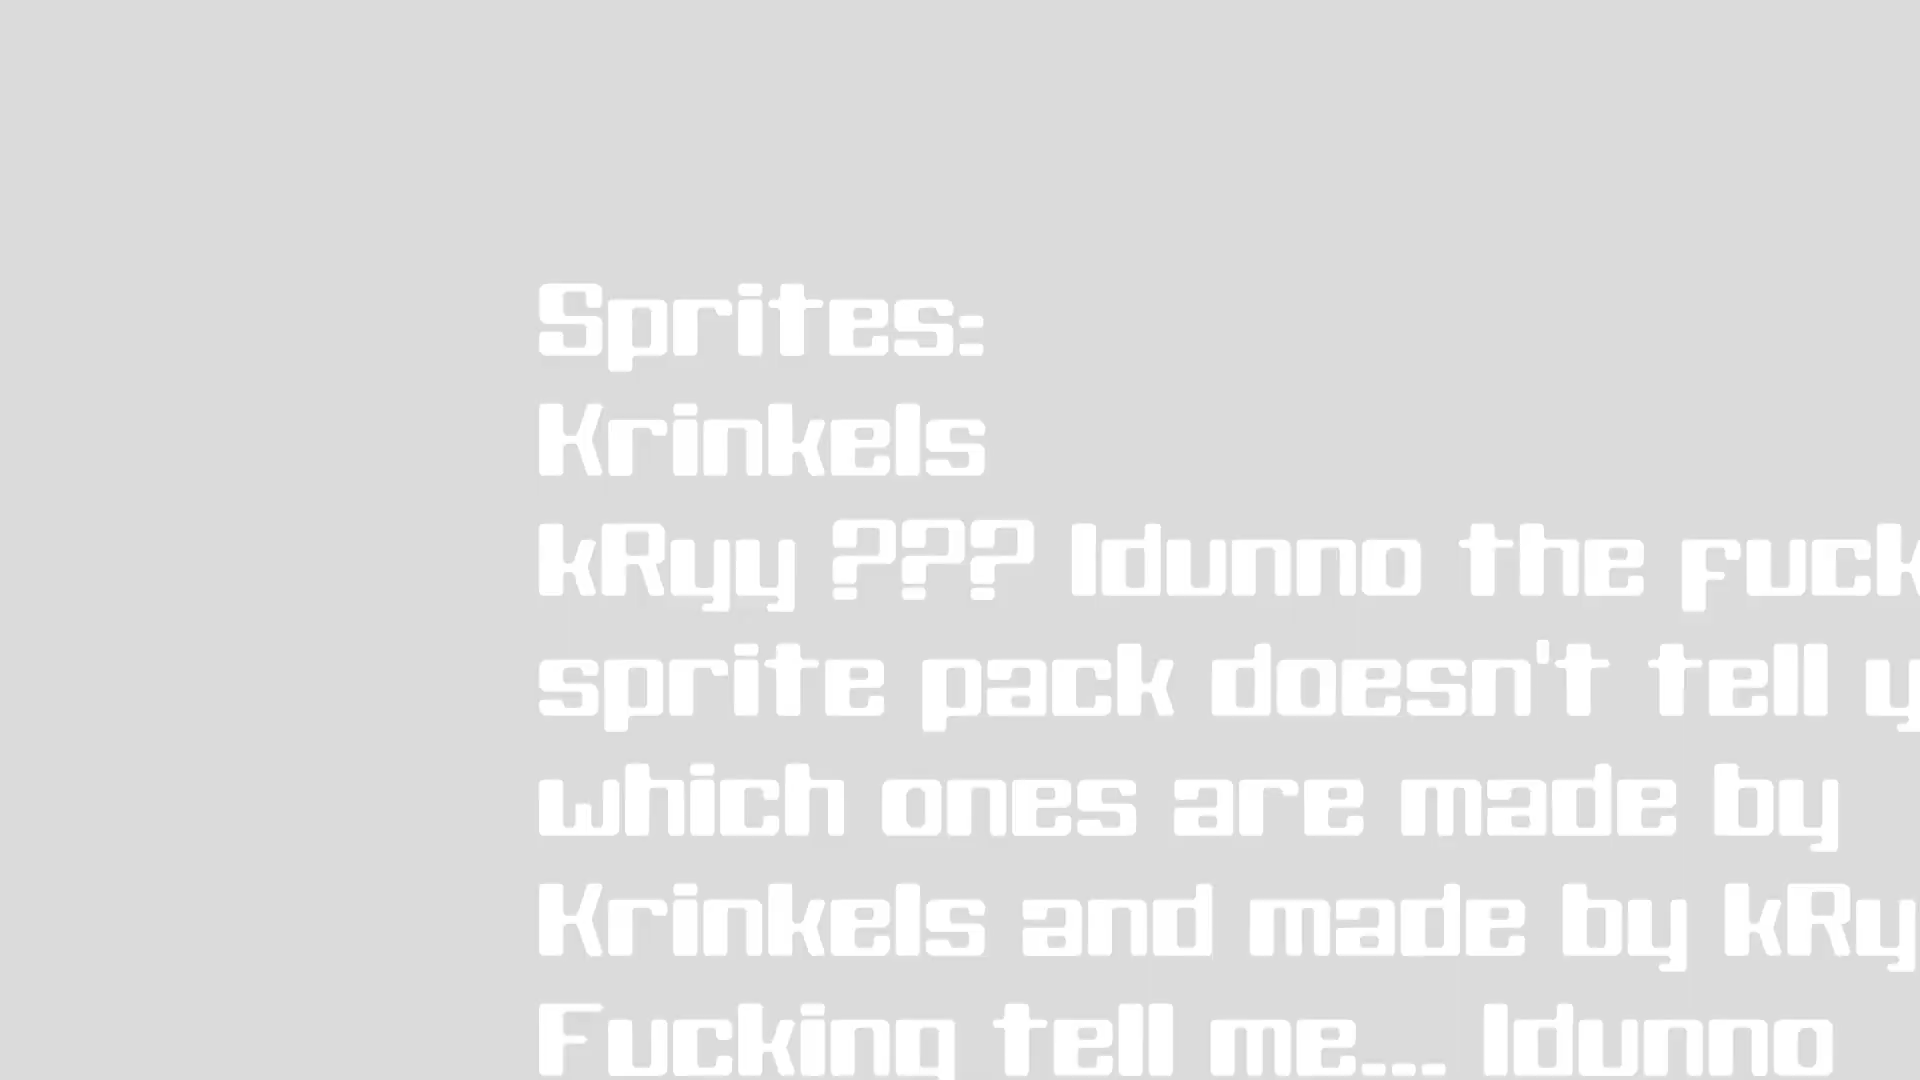 Sprites:
Krinkels
kRyy ??? Idunno the fuck
sprite pack doesn't tell y
which ones are made by
Krinkels and made by kRy
Fucking tell me... Idunno